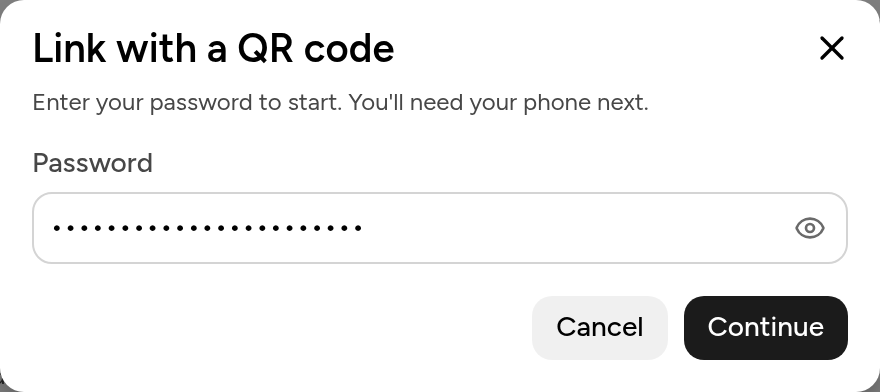 Link with a QR code
Enter your password to start. You'll need your phone next.
Password
•••••••••••••••••••••••
Cancel
Continue